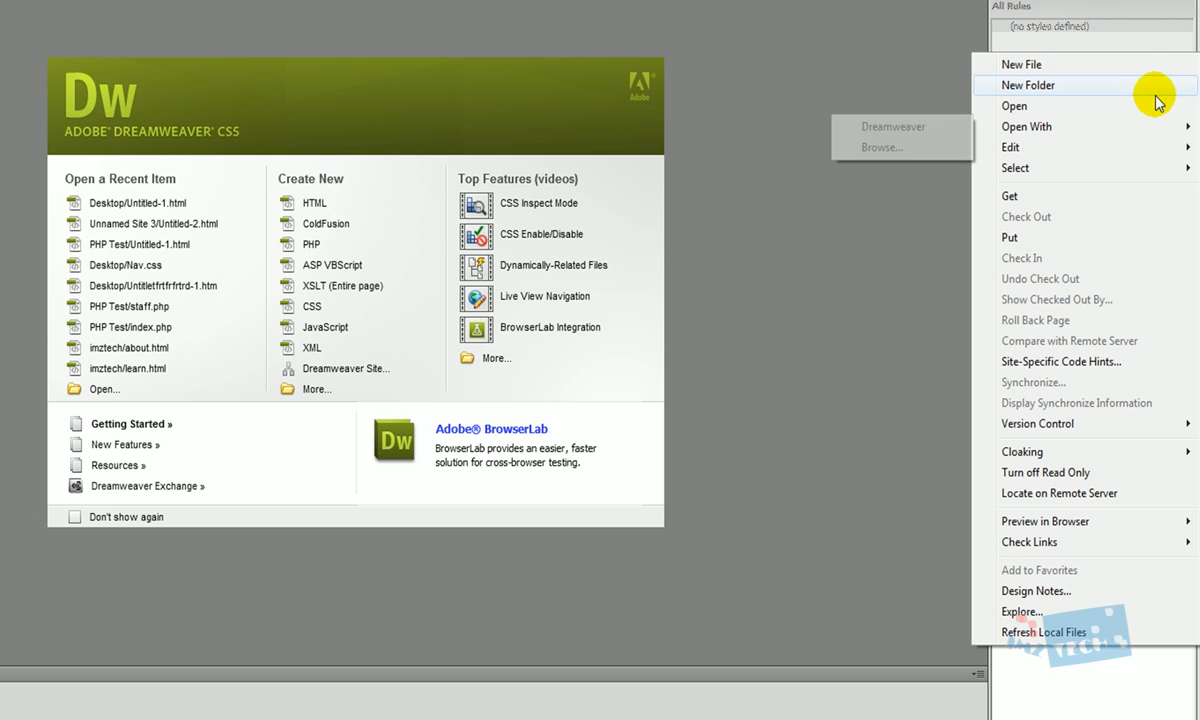 All Rules
(no styles defined)
Dw
ADOBE® DREAMWEAVER® CS5
Adobe
Open a Recent Item
Desktop/Untitled-1.html
Unnamed Site 3/Untitled-2.html
PHP Test/Untitled-1.html
Desktop/Nav.css
Desktop/Untitletfrtfrfrtrd-1.htm
PHP Test/staff.php
PHP Test/index.php
imztech/about.html
imztech/learn.html
Open...
Create New
HTML
ColdFusion
PHP
ASP VBScript
XSLT (Entire page)
CSS
JavaScript
XML
Dreamweaver Site...
More...
Top Features (videos)
CSS Inspect Mode
CSS Enable/Disable
Dynamically-Related Files
Live View Navigation
BrowserLab Integration
More...
Getting Started »
New Features »
Resources »
Dreamweaver Exchange »
Dw
Adobe® BrowserLab
BrowserLab provides an easier, faster
solution for cross-browser testing.
Don't show again
Dreamweaver
Browse...
New File
New Folder
Open
Open With
Edit
Select
Get
Check Out
Put
Check In
Undo Check Out
Show Checked Out By...
Roll Back Page
Compare with Remote Server
Site-Specific Code Hints...
Synchronize...
Display Synchronize Information
Version Control
Cloaking
Turn off Read Only
Locate on Remote Server
Preview in Browser
Check Links
Add to Favorites
Design Notes...
Explore...
Refresh Local Files
IMZ TECH